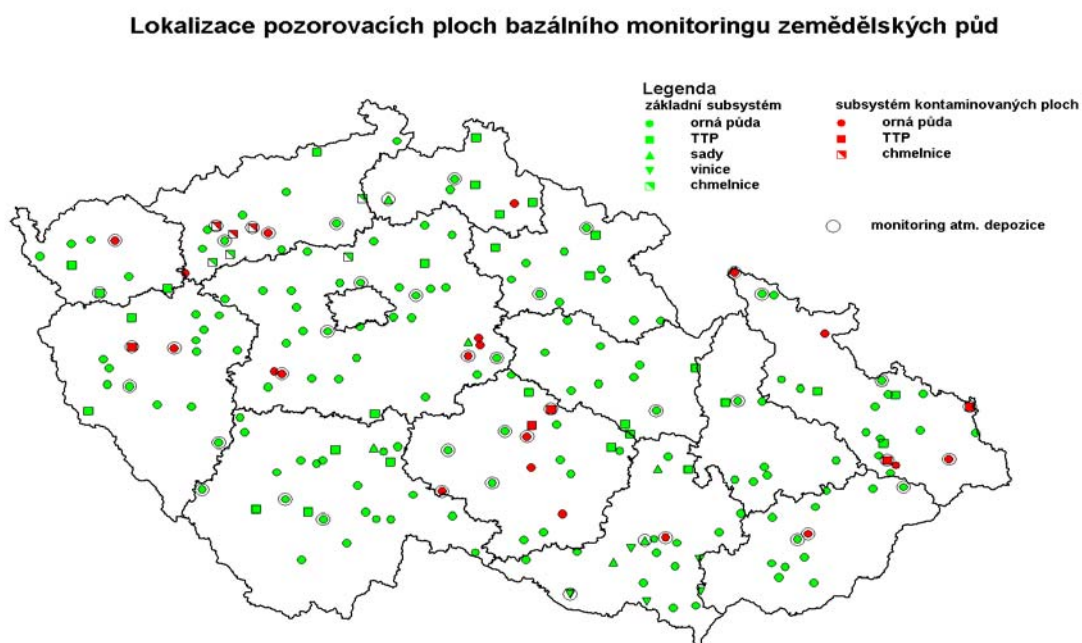 Lokalizace pozorovacích ploch bazálního monitoringu zemědělských půd
Legenda
základní subsystém
orná půda
TTP
sady
vinice
chmelnice
subsystém kontaminovaných ploch
orná půda
TTP
chmelnice
monitoring atm. depozice